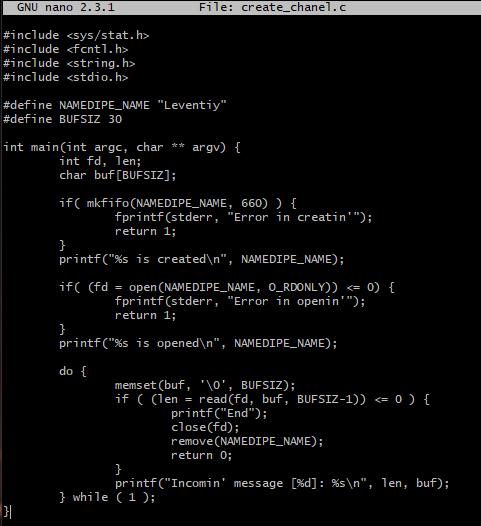 GNU nano 2.3.1 File: create_chanel.c
#include <sys/stat.h>
#include <fcntl.h>
#include <string.h>
#include <stdio.h>
#define NAMEDIPE_NAME "Leventiy"
#define BUFSIZ 30
int main(int argc, char ** argv) {
int fd, len;
char buf[BUFSIZ];
if( mkfifo(NAMEDIPE_NAME, 660) ) {
fprintf(stderr, "Error in creatin'");
return 1;
}
printf("%s is created\n", NAMEDIPE_NAME);
if( (fd = open(NAMEDIPE_NAME, O_RDONLY)) <= 0) {
fprintf(stderr, "Error in openin'");
return 1;
}
printf("%s is opened\n", NAMEDIPE_NAME);
do {
memset(buf, '\0', BUFSIZ);
if ( (len = read(fd, buf, BUFSIZ-1)) <= 0 ) {
printf("End");
close(fd);
remove(NAMEDIPE_NAME);
return 0;
}
printf("Incomin' message [%d]: %s\n", len, buf);
} while ( 1 );
}